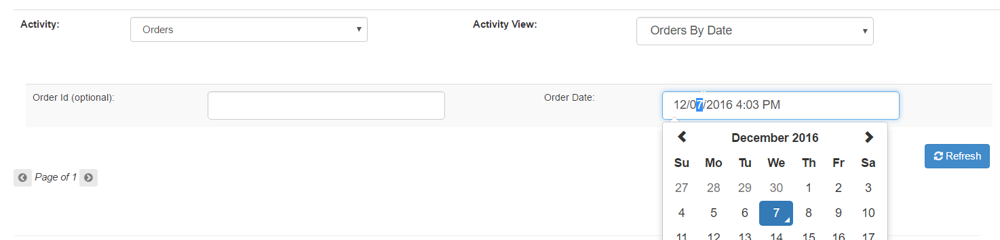 Activity: Orders Activity View: Orders By Date
Order Id (optional): Order Date: 12/07/2016 4:03 PM
December 2016
Refresh
Su Mo Tu We Th Fr Sa
Page of 1
27 28 29 30 1 2 3
4 5 6 7 8 9 10
11 12 13 14 15 16 17